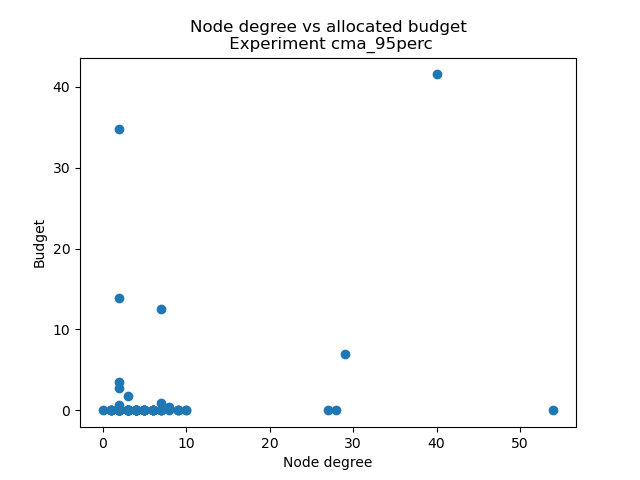 Node degree vs allocated budget
Experiment cma_95perc
40
30
20
10
0
Budget
0 10 20 30 40 50
Node degree